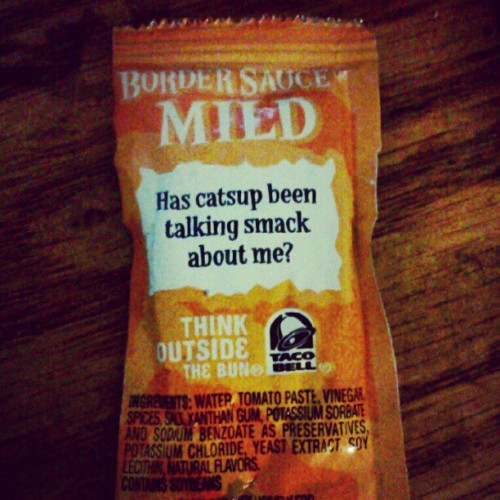 BORDER SAUCE™
MILD
Has catsup been
talking smack
about me?
THINK
OUTSIDE
THE BUN®
TACO
BELL®
INGREDIENTS: WATER, TOMATO PASTE, VINEGAR,
SPICES, SALT, XANTHAN GUM, POTASSIUM SORBATE
AND SODIUM BENZOATE AS PRESERVATIVES,
POTASSIUM CHLORIDE, YEAST EXTRACT, SOY
LECITHIN, NATURAL FLAVORS.
CONTAINS SOYBEANS